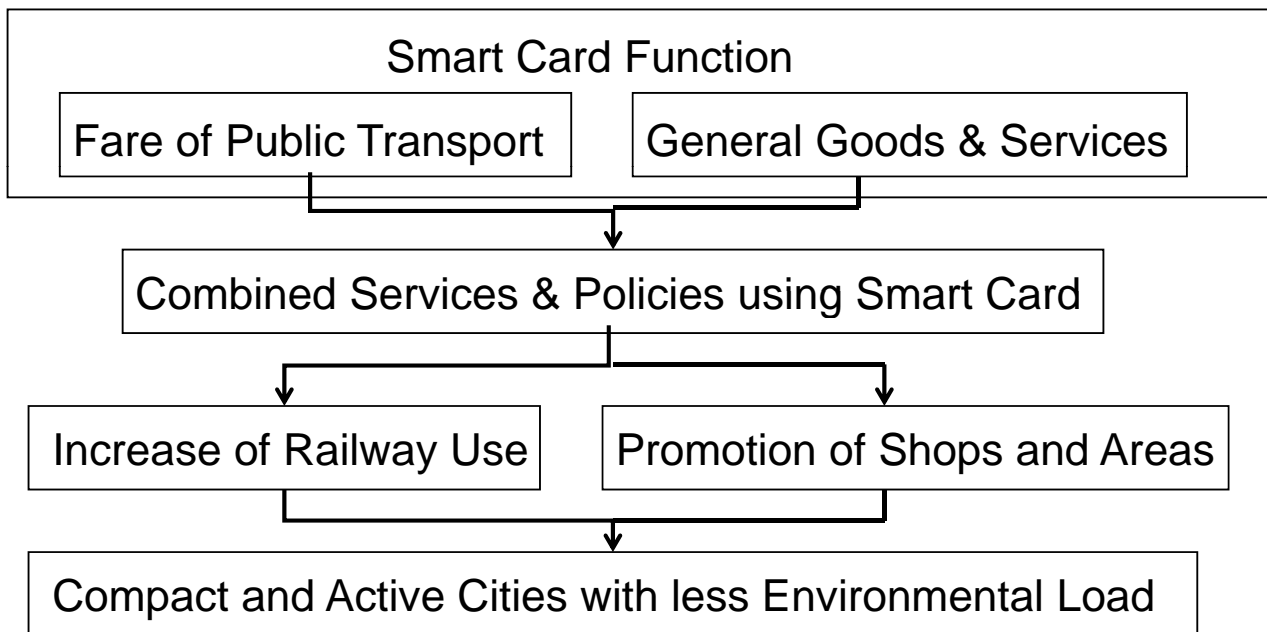 Smart Card Function
Fare of Public Transport
General Goods & Services
Combined Services & Policies using Smart Card
Increase of Railway Use
Promotion of Shops and Areas
Compact and Active Cities with less Environmental Load